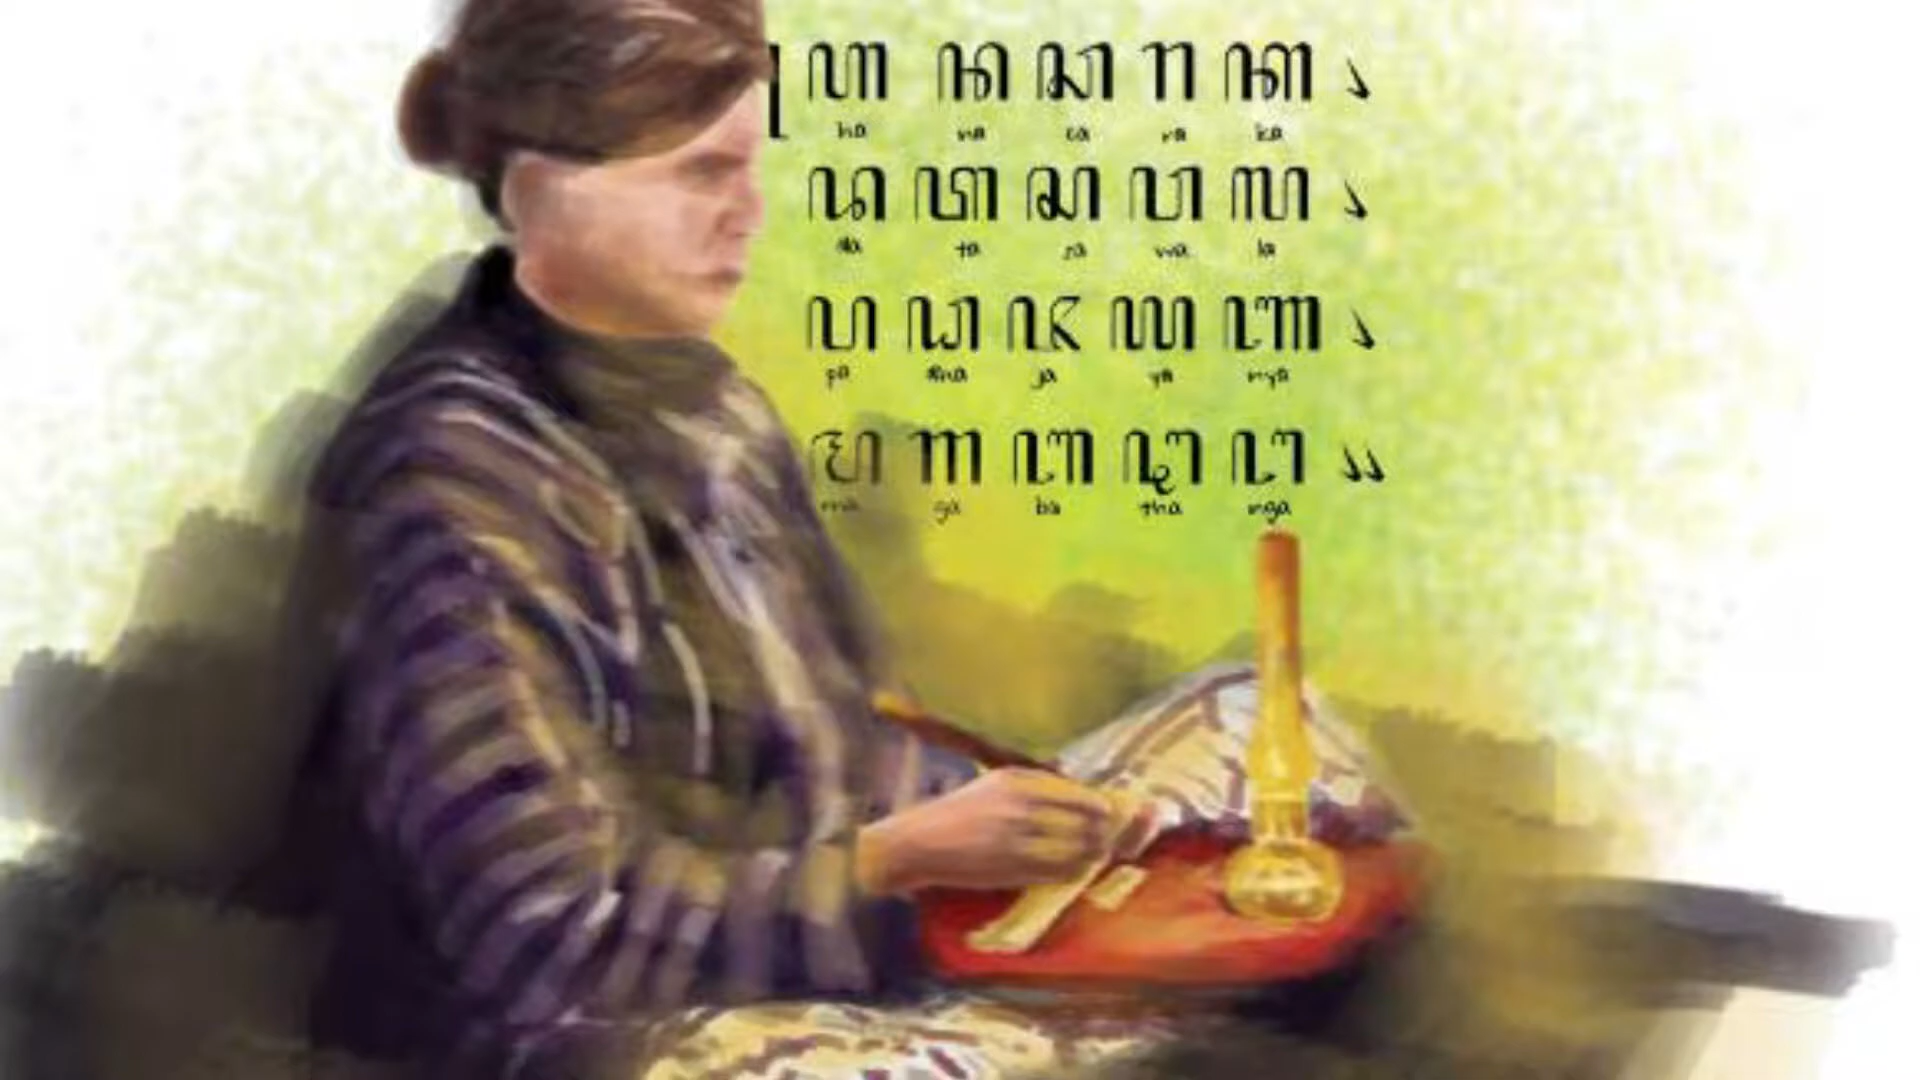 ꦲ ꦤ ꦕ ꦫ ꦏ ꧈
ha na ca ra ka
ꦢ ꦠ ꦱ ꦮ ꦭ ꧈
da ta sa wa la
ꦥ ꦝ ꦗ ꦪ ꦚ ꧈
pa dha ja ya nya
ꦩ ꦒ ꦧ ꦛ ꦔ ꧉
ma ga ba tha nga